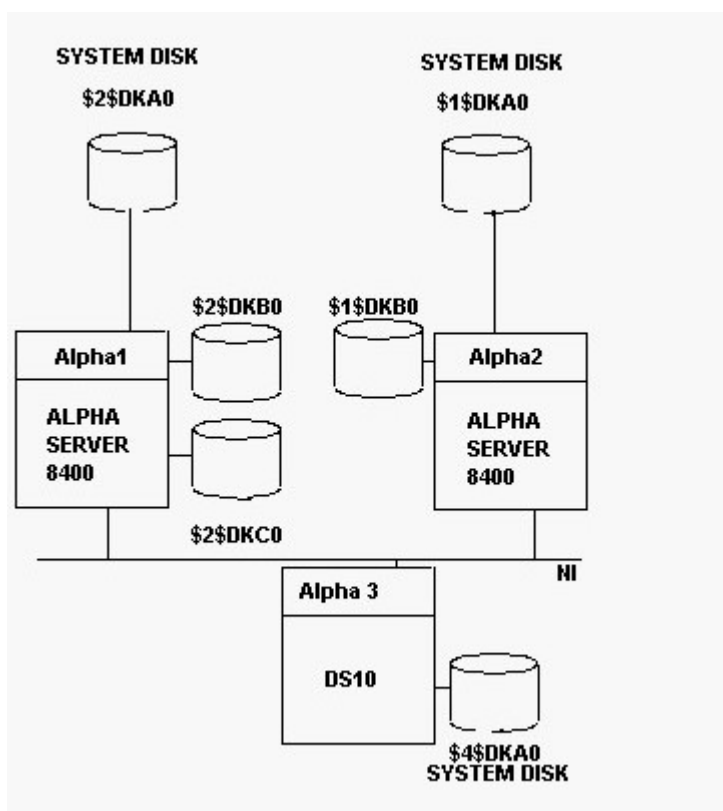 SYSTEM DISK
$2$DKA0
SYSTEM DISK
$1$DKA0
$2$DKB0
$1$DKB0
Alpha1
Alpha2
ALPHA
SERVER
8400
ALPHA
SERVER
8400
$2$DKC0
NI
Alpha 3
DS10
$4$DKA0
SYSTEM DISK